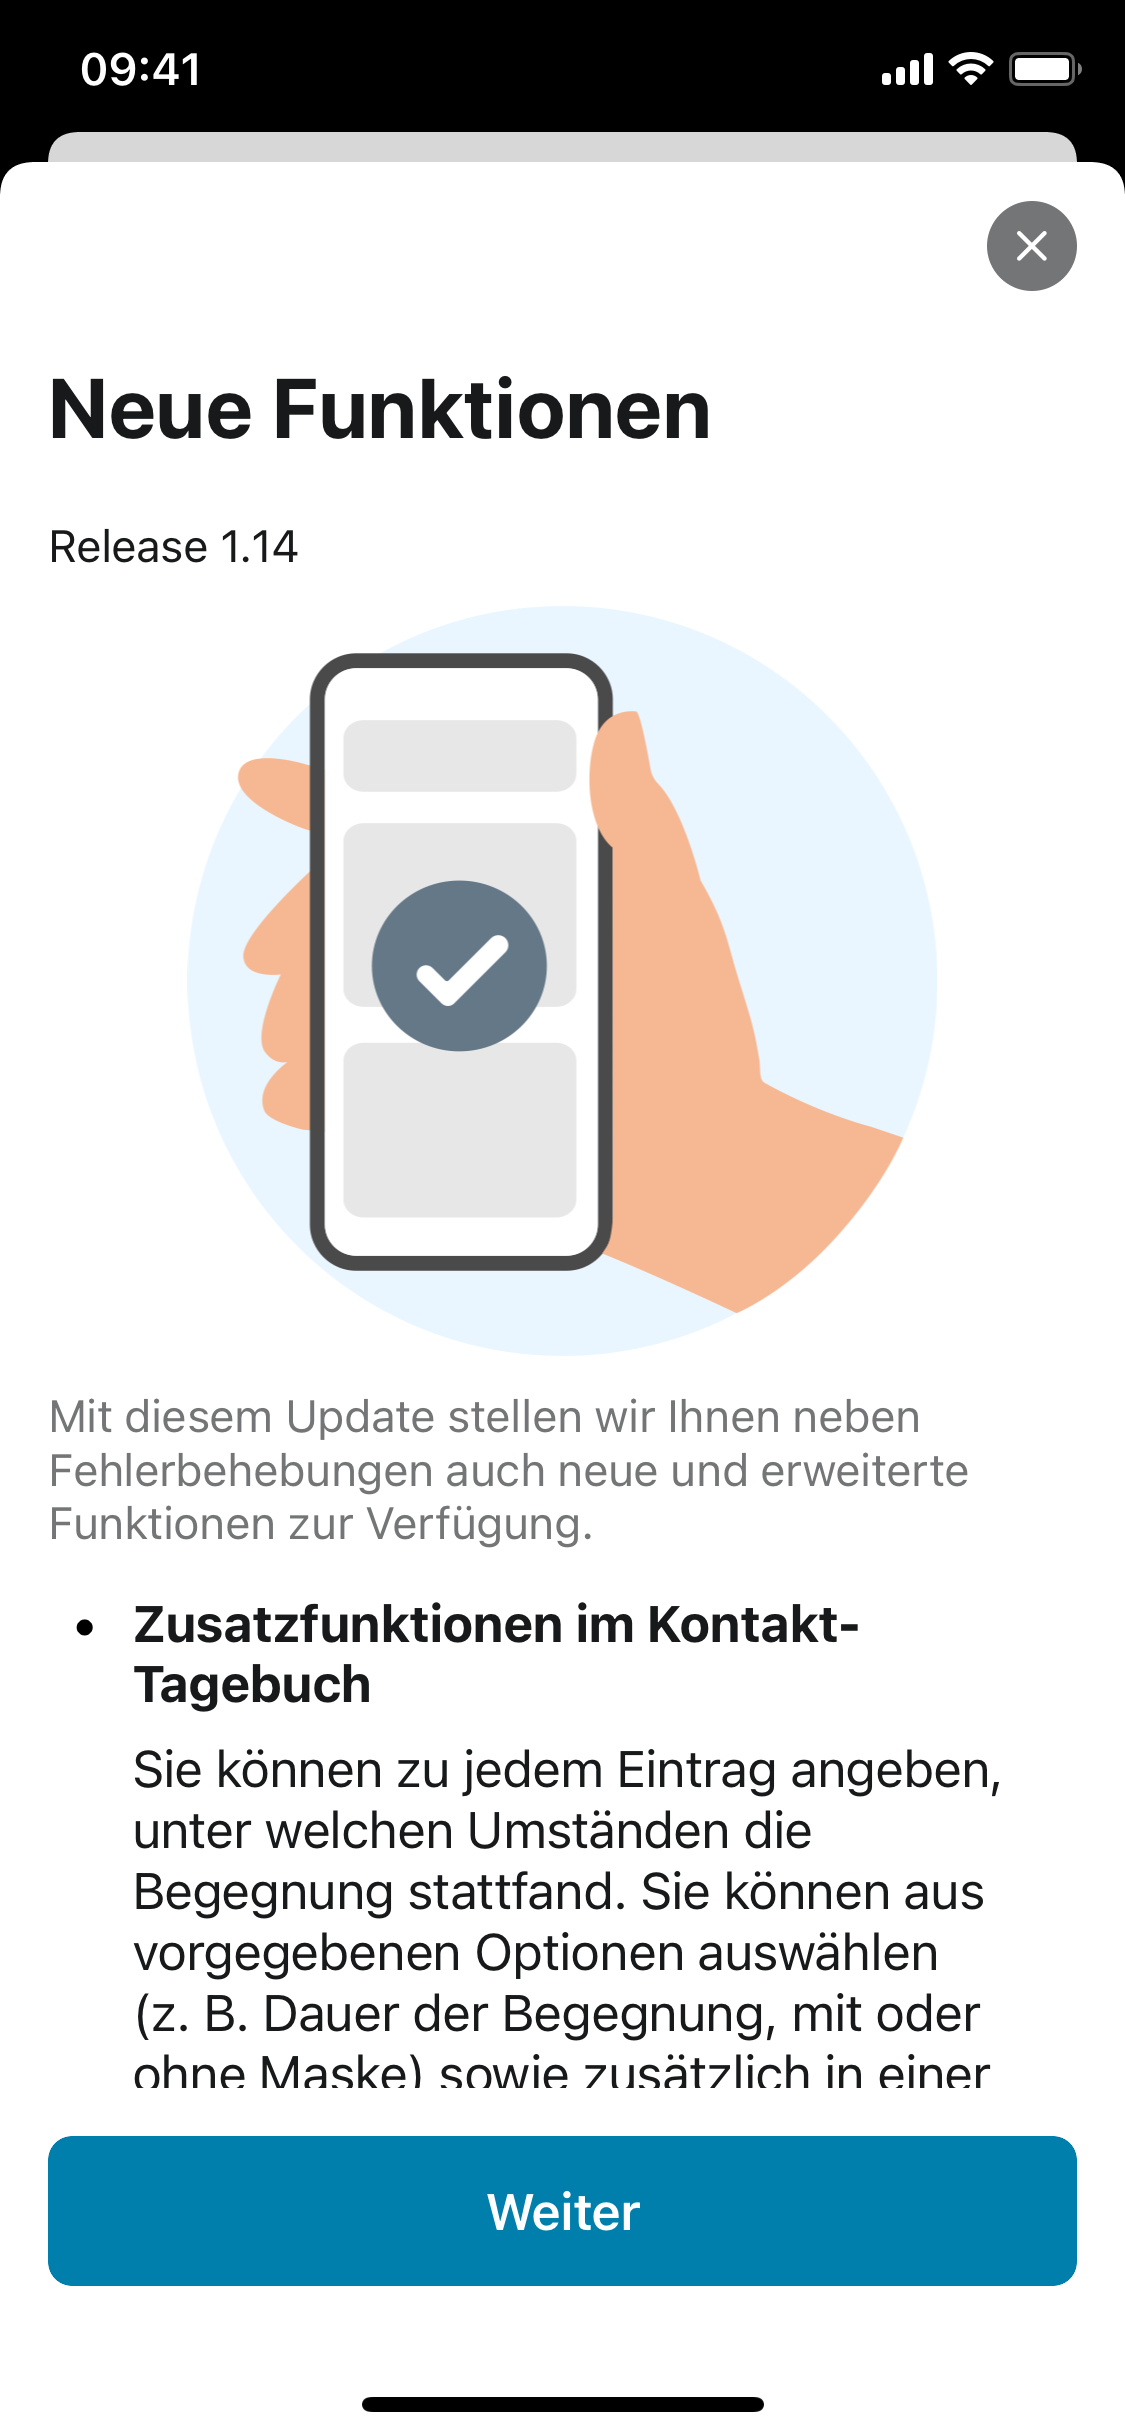 09:41
Neue Funktionen
Release 1.14
Mit diesem Update stellen wir Ihnen neben
Fehlerbehebungen auch neue und erweiterte
Funktionen zur Verfügung.
• Zusatzfunktionen im Kontakt-
Tagebuch
Sie können zu jedem Eintrag angeben,
unter welchen Umständen die
Begegnung stattfand. Sie können aus
vorgegebenen Optionen auswählen
(z. B. Dauer der Begegnung, mit oder
ohne Maske) sowie zusätzlich in einer
Weiter